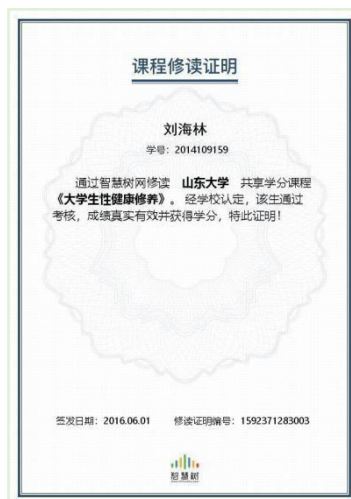 课程修读证明
刘海林
学号：2014109159
通过智慧树网修读 山东大学 共享学分课程
《大学生性健康修养》。经学校认定，该生通过
考核，成绩真实有效并获得学分，特此证明！
签发日期：2016.06.01 修读证明编号：1592371283003
智慧树